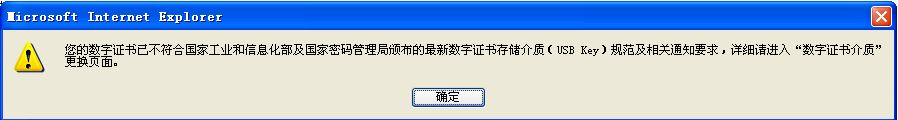 Microsoft Internet Explorer
您的数字证书已不符合国家工业和信息化部及国家密码管理局颁布的最新数字证书存储介质(USB Key)规范及相关通知要求,详细请进入“数字证书介质”
更换页面。
确定